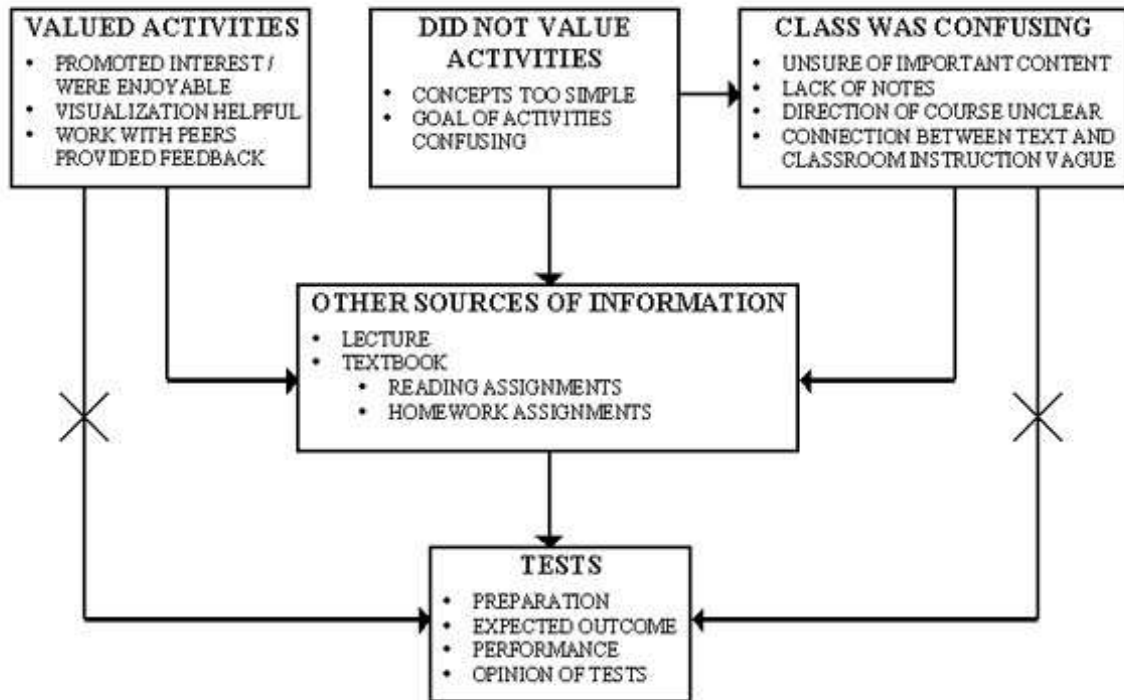 VALUED ACTIVITIES
• PROMOTED INTEREST /
WERE ENJOYABLE
• VISUALIZATION HELPFUL
• WORK WITH PEERS
PROVIDED FEEDBACK
DID NOT VALUE
ACTIVITIES
• CONCEPTS TOO SIMPLE
• GOAL OF ACTIVITIES
CONFUSING
CLASS WAS CONFUSING
• UNSURE OF IMPORTANT CONTENT
• LACK OF NOTES
• DIRECTION OF COURSE UNCLEAR
• CONNECTION BETWEEN TEXT AND
CLASSROOM INSTRUCTION VAGUE
OTHER SOURCES OF INFORMATION
• LECTURE
• TEXTBOOK
• READING ASSIGNMENTS
• HOMEWORK ASSIGNMENTS
TESTS
• PREPARATION
• EXPECTED OUTCOME
• PERFORMANCE
• OPINION OF TESTS